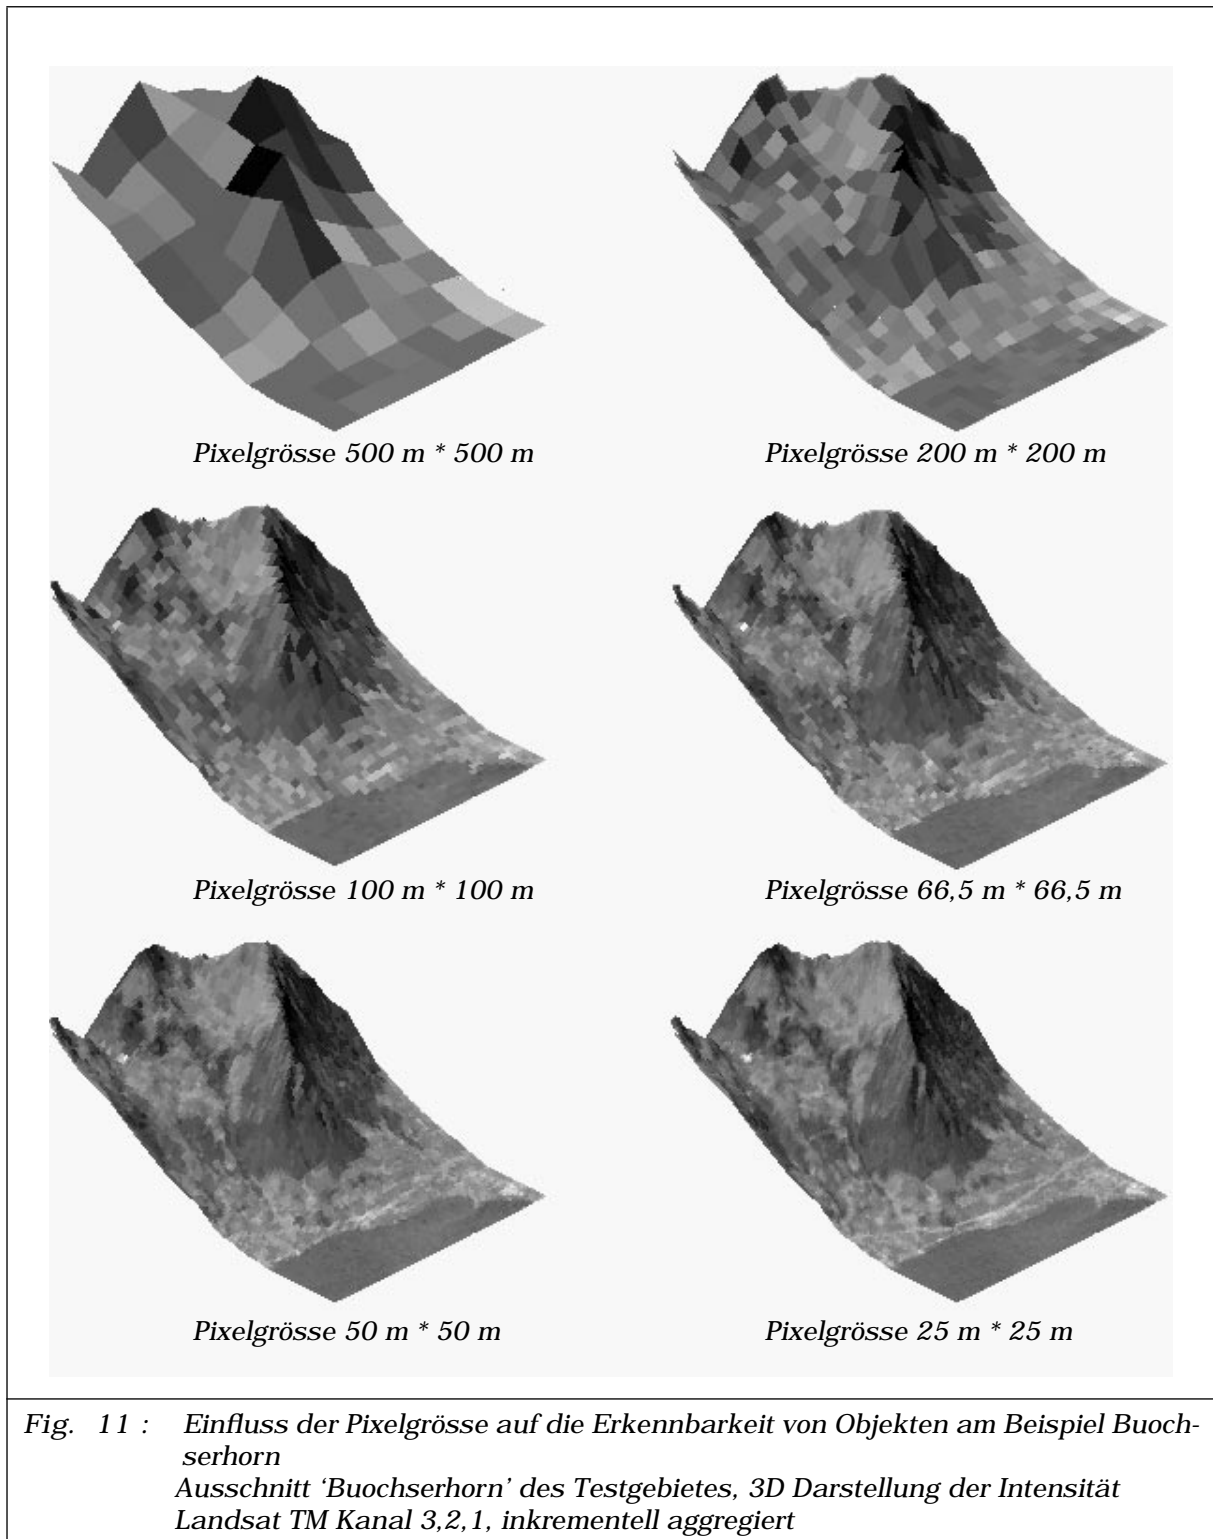 Pixelgrösse 500 m * 500 m
Pixelgrösse 200 m * 200 m
Pixelgrösse 100 m * 100 m
Pixelgrösse 66,5 m * 66,5 m
Pixelgrösse 50 m * 50 m
Pixelgrösse 25 m * 25 m
Fig. 11 : Einfluss der Pixelgrösse auf die Erkennbarkeit von Objekten am Beispiel Buoch-
serhorn
Ausschnitt ‘Buochserhorn’ des Testgebietes, 3D Darstellung der Intensität
Landsat TM Kanal 3,2,1, inkrementell aggregiert